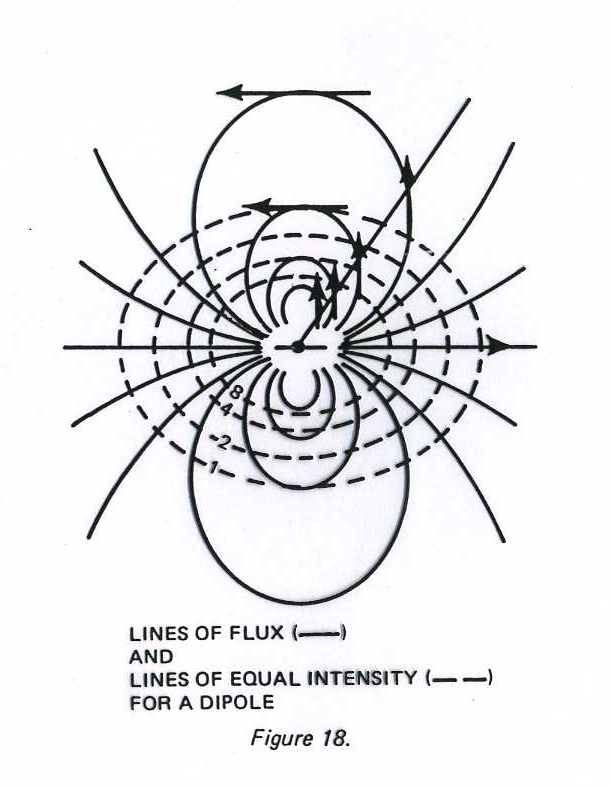 8
4
-2
1
LINES OF FLUX (——)
AND
LINES OF EQUAL INTENSITY (— —)
FOR A DIPOLE
Figure 18.